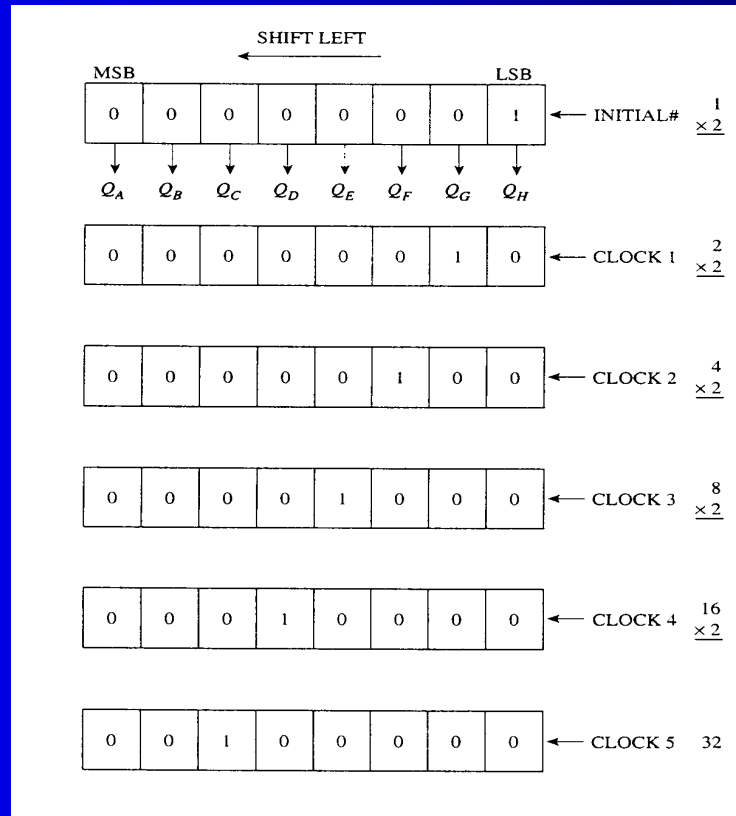 SHIFT LEFT
MSB LSB
0 0 0 0 0 0 0 1 INITIAL# 1
× 2
Q_A Q_B Q_C Q_D Q_E Q_F Q_G Q_H
0 0 0 0 0 0 1 0 CLOCK 1 2
× 2
0 0 0 0 0 1 0 0 CLOCK 2 4
× 2
0 0 0 0 1 0 0 0 CLOCK 3 8
× 2
0 0 0 1 0 0 0 0 CLOCK 4 16
× 2
0 0 1 0 0 0 0 0 CLOCK 5 32